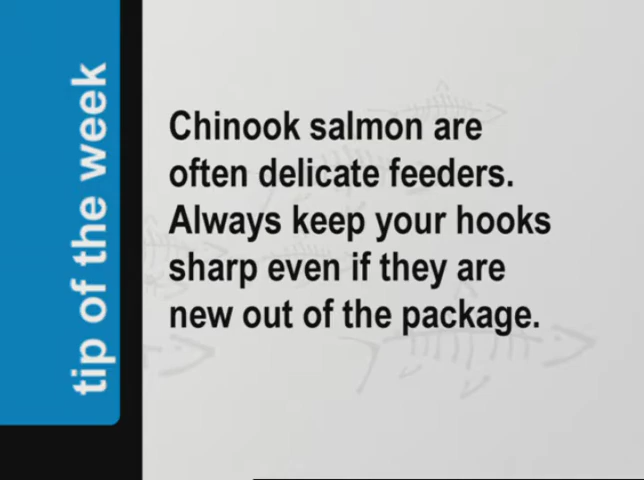 tip of the week
Chinook salmon are
often delicate feeders.
Always keep your hooks
sharp even if they are
new out of the package.